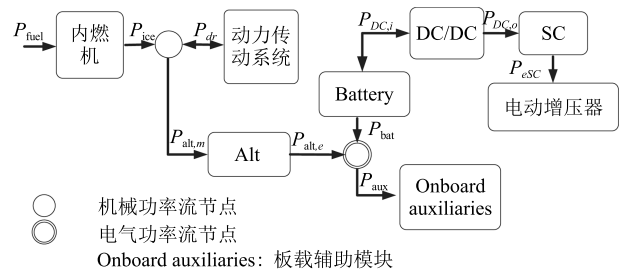 P_fuel
内燃
机
P_ice
P_dr
动力传
动系统
P_DC,i
DC/DC
P_DC,o
SC
P_eSC
电动增压器
Battery
P_bat
P_alt,m
Alt
P_alt,e
P_aux
Onboard
auxiliaries
机械功率流节点
电气功率流节点
Onboard auxiliaries：板载辅助模块